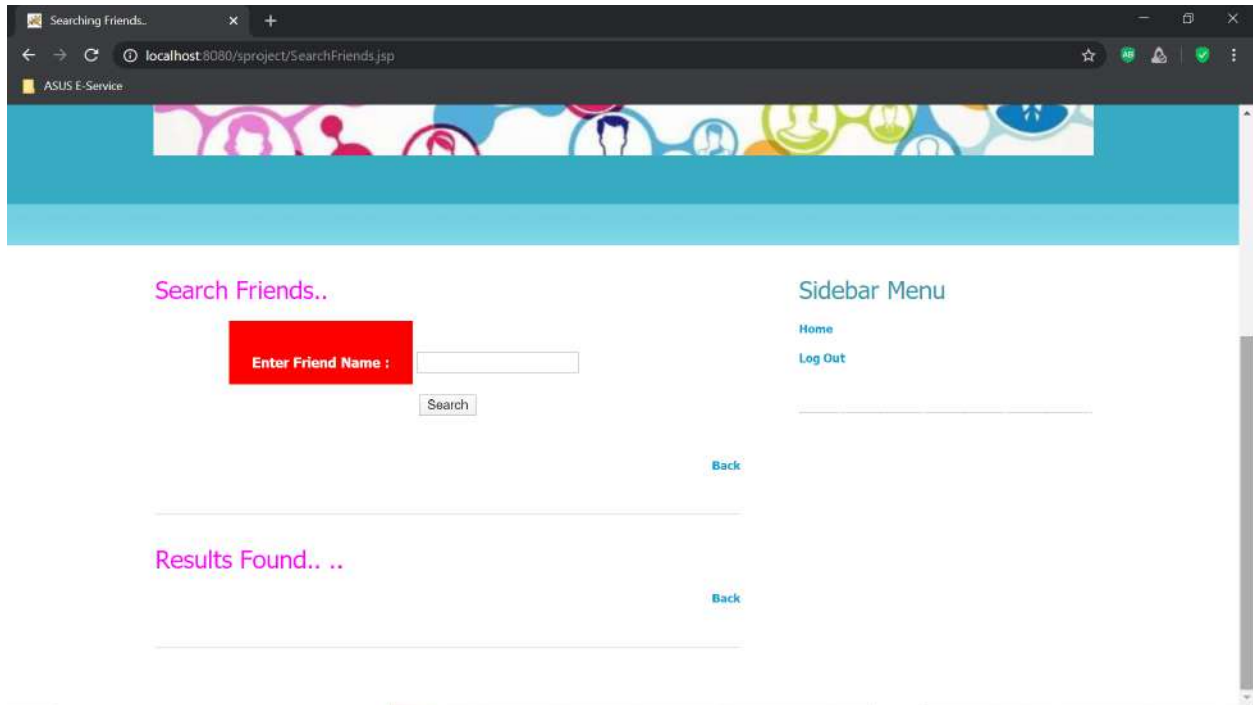 Searching Friends..
localhost:8080/sproject/SearchFriends.jsp
ASUS E-Service
Search Friends..
Enter Friend Name :
Search
Back
Results Found.. ..
Back
Sidebar Menu
Home
Log Out